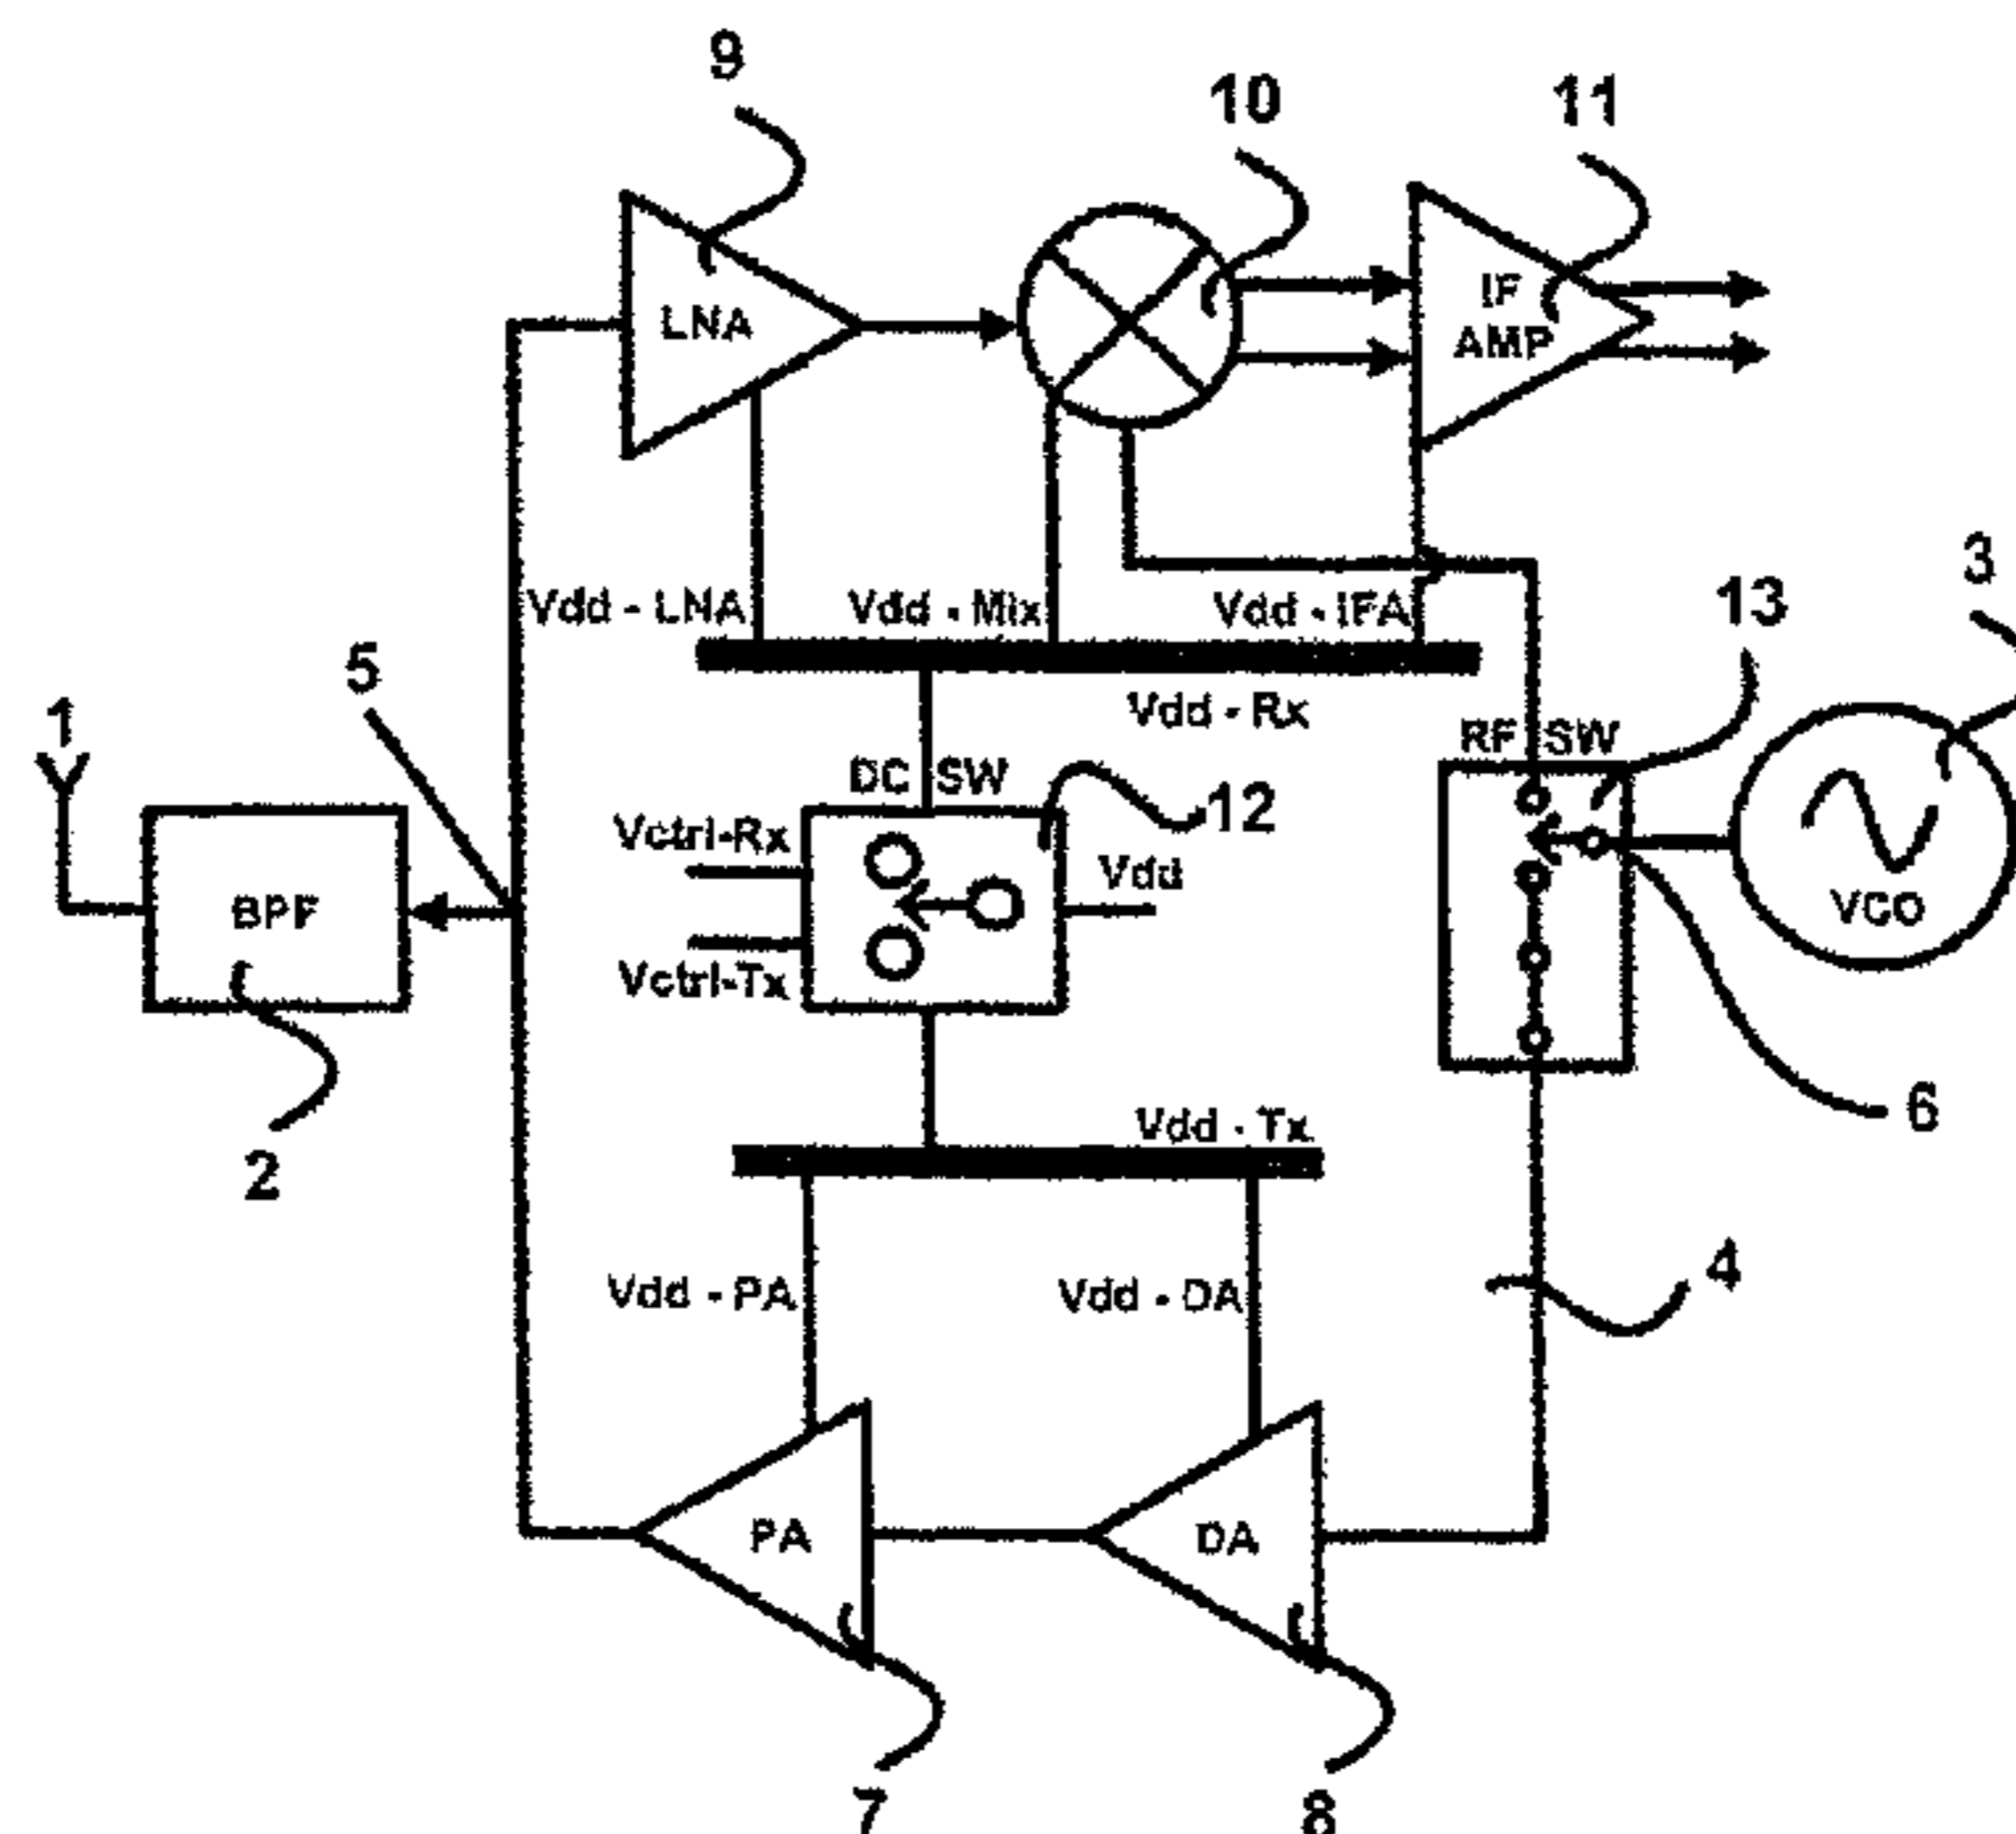 9
10
11
LNA
IF
AMP
3
13
Vdd - LNA
Vdd - Mix
Vdd - IFA
5
1
Vdd - Rx
RF SW
DC SW
12
Vctrl-Rx
Vdd
BPF
VCO
Vctrl-Tx
6
Vdd - Tx
2
4
Vdd - PA
Vdd - DA
PA
DA
7
8